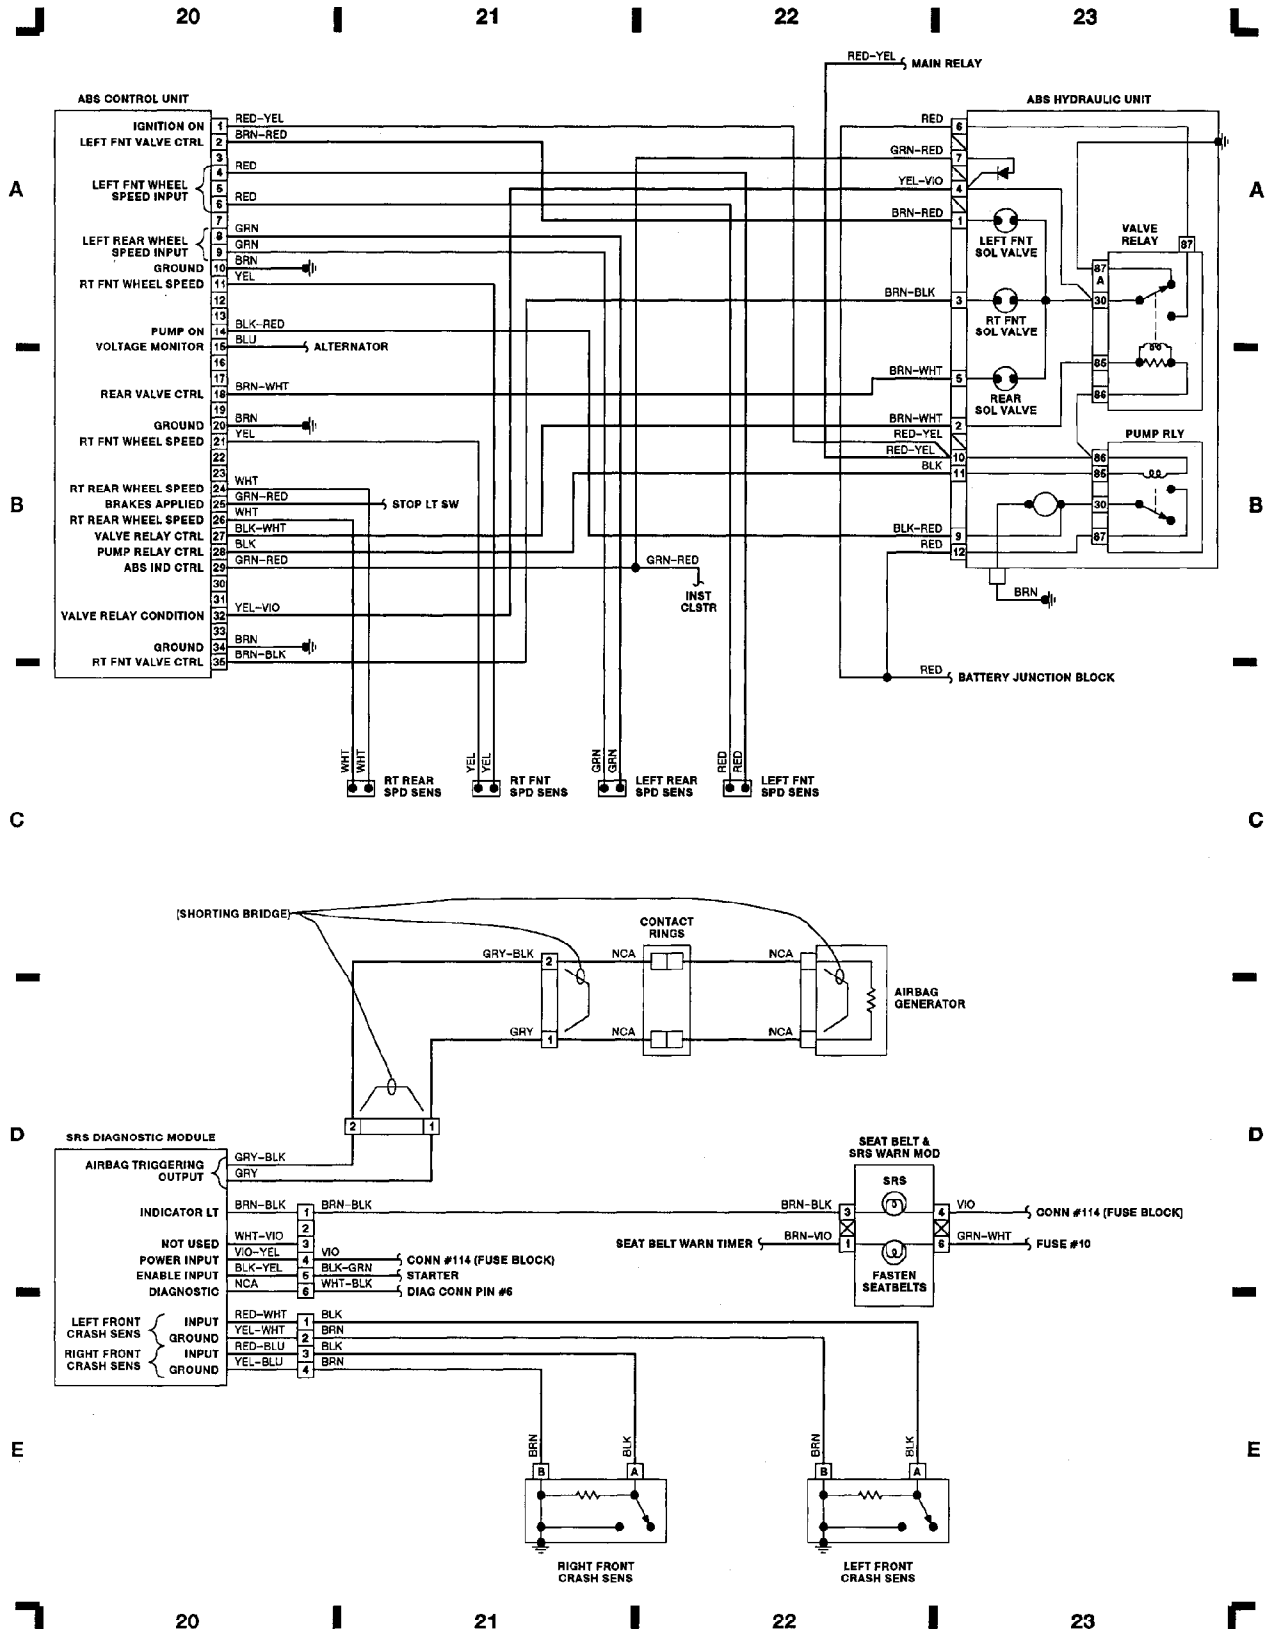 20 21 22 23
RED-YEL MAIN RELAY
ABS CONTROL UNIT
ABS HYDRAULIC UNIT
IGNITION ON 1 RED-YEL
LEFT FNT VALVE CTRL 2 BRN-RED
3
4 RED
LEFT FNT WHEEL
SPEED INPUT
5
6 RED
7
LEFT REAR WHEEL
SPEED INPUT
8 GRN
9 GRN
GROUND 10 BRN
RT FNT WHEEL SPEED 11 YEL
12
13
PUMP ON 14 BLK-RED
VOLTAGE MONITOR 15 BLU ALTERNATOR
16
17
REAR VALVE CTRL 18 BRN-WHT
19
GROUND 20 BRN
RT FNT WHEEL SPEED 21 YEL
22
23
RT REAR WHEEL SPEED 24 WHT
BRAKES APPLIED 25 GRN-RED STOP LT SW
RT REAR WHEEL SPEED 26 WHT
VALVE RELAY CTRL 27 BLK-WHT
PUMP RELAY CTRL 28 BLK
ABS IND CTRL 29 GRN-RED
30
31
VALVE RELAY CONDITION 32 YEL-VIO
33
GROUND 34 BRN
RT FNT VALVE CTRL 35 BRN-BLK
GRN-RED
INST
CLSTR
RED 6
GRN-RED 7
YEL-VIO 4
BRN-RED 1
LEFT FNT
SOL VALVE
BRN-BLK 3
RT FNT
SOL VALVE
BRN-WHT 5
REAR
SOL VALVE
BRN-WHT 2
RED-YEL
RED-YEL 10
BLK 11
BLK-RED 9
RED 12
VALVE
RELAY
87
87
A
30
85
86
PUMP RLY
86
85
30
87
BRN
RED BATTERY JUNCTION BLOCK
A A
B B
C C
D D
E E
WHT WHT YEL YEL GRN GRN RED RED
RT REAR
SPD SENS
RT FNT
SPD SENS
LEFT REAR
SPD SENS
LEFT FNT
SPD SENS
(SHORTING BRIDGE)
CONTACT
RINGS
GRY-BLK 2 NCA NCA
AIRBAG
GENERATOR
GRY 1 NCA NCA
2 1
SRS DIAGNOSTIC MODULE
AIRBAG TRIGGERING
OUTPUT
GRY-BLK
GRY
INDICATOR LT BRN-BLK 1 BRN-BLK
2
NOT USED WHT-VIO 3
POWER INPUT VIO-YEL 4 VIO CONN #114 (FUSE BLOCK)
ENABLE INPUT BLK-YEL 5 BLK-GRN STARTER
DIAGNOSTIC NCA 6 WHT-BLK DIAG CONN PIN #6
SEAT BELT &
SRS WARN MOD
SRS
BRN-BLK 3 4 VIO CONN #114 (FUSE BLOCK)
SEAT BELT WARN TIMER BRN-VIO 1 6 GRN-WHT FUSE #10
FASTEN
SEATBELTS
LEFT FRONT
CRASH SENS
INPUT RED-WHT 1 BLK
GROUND YEL-WHT 2 BRN
RIGHT FRONT
CRASH SENS
INPUT RED-BLU 3 BLK
GROUND YEL-BLU 4 BRN
BRN BLK BRN BLK
B A B A
RIGHT FRONT
CRASH SENS
LEFT FRONT
CRASH SENS
20 21 22 23